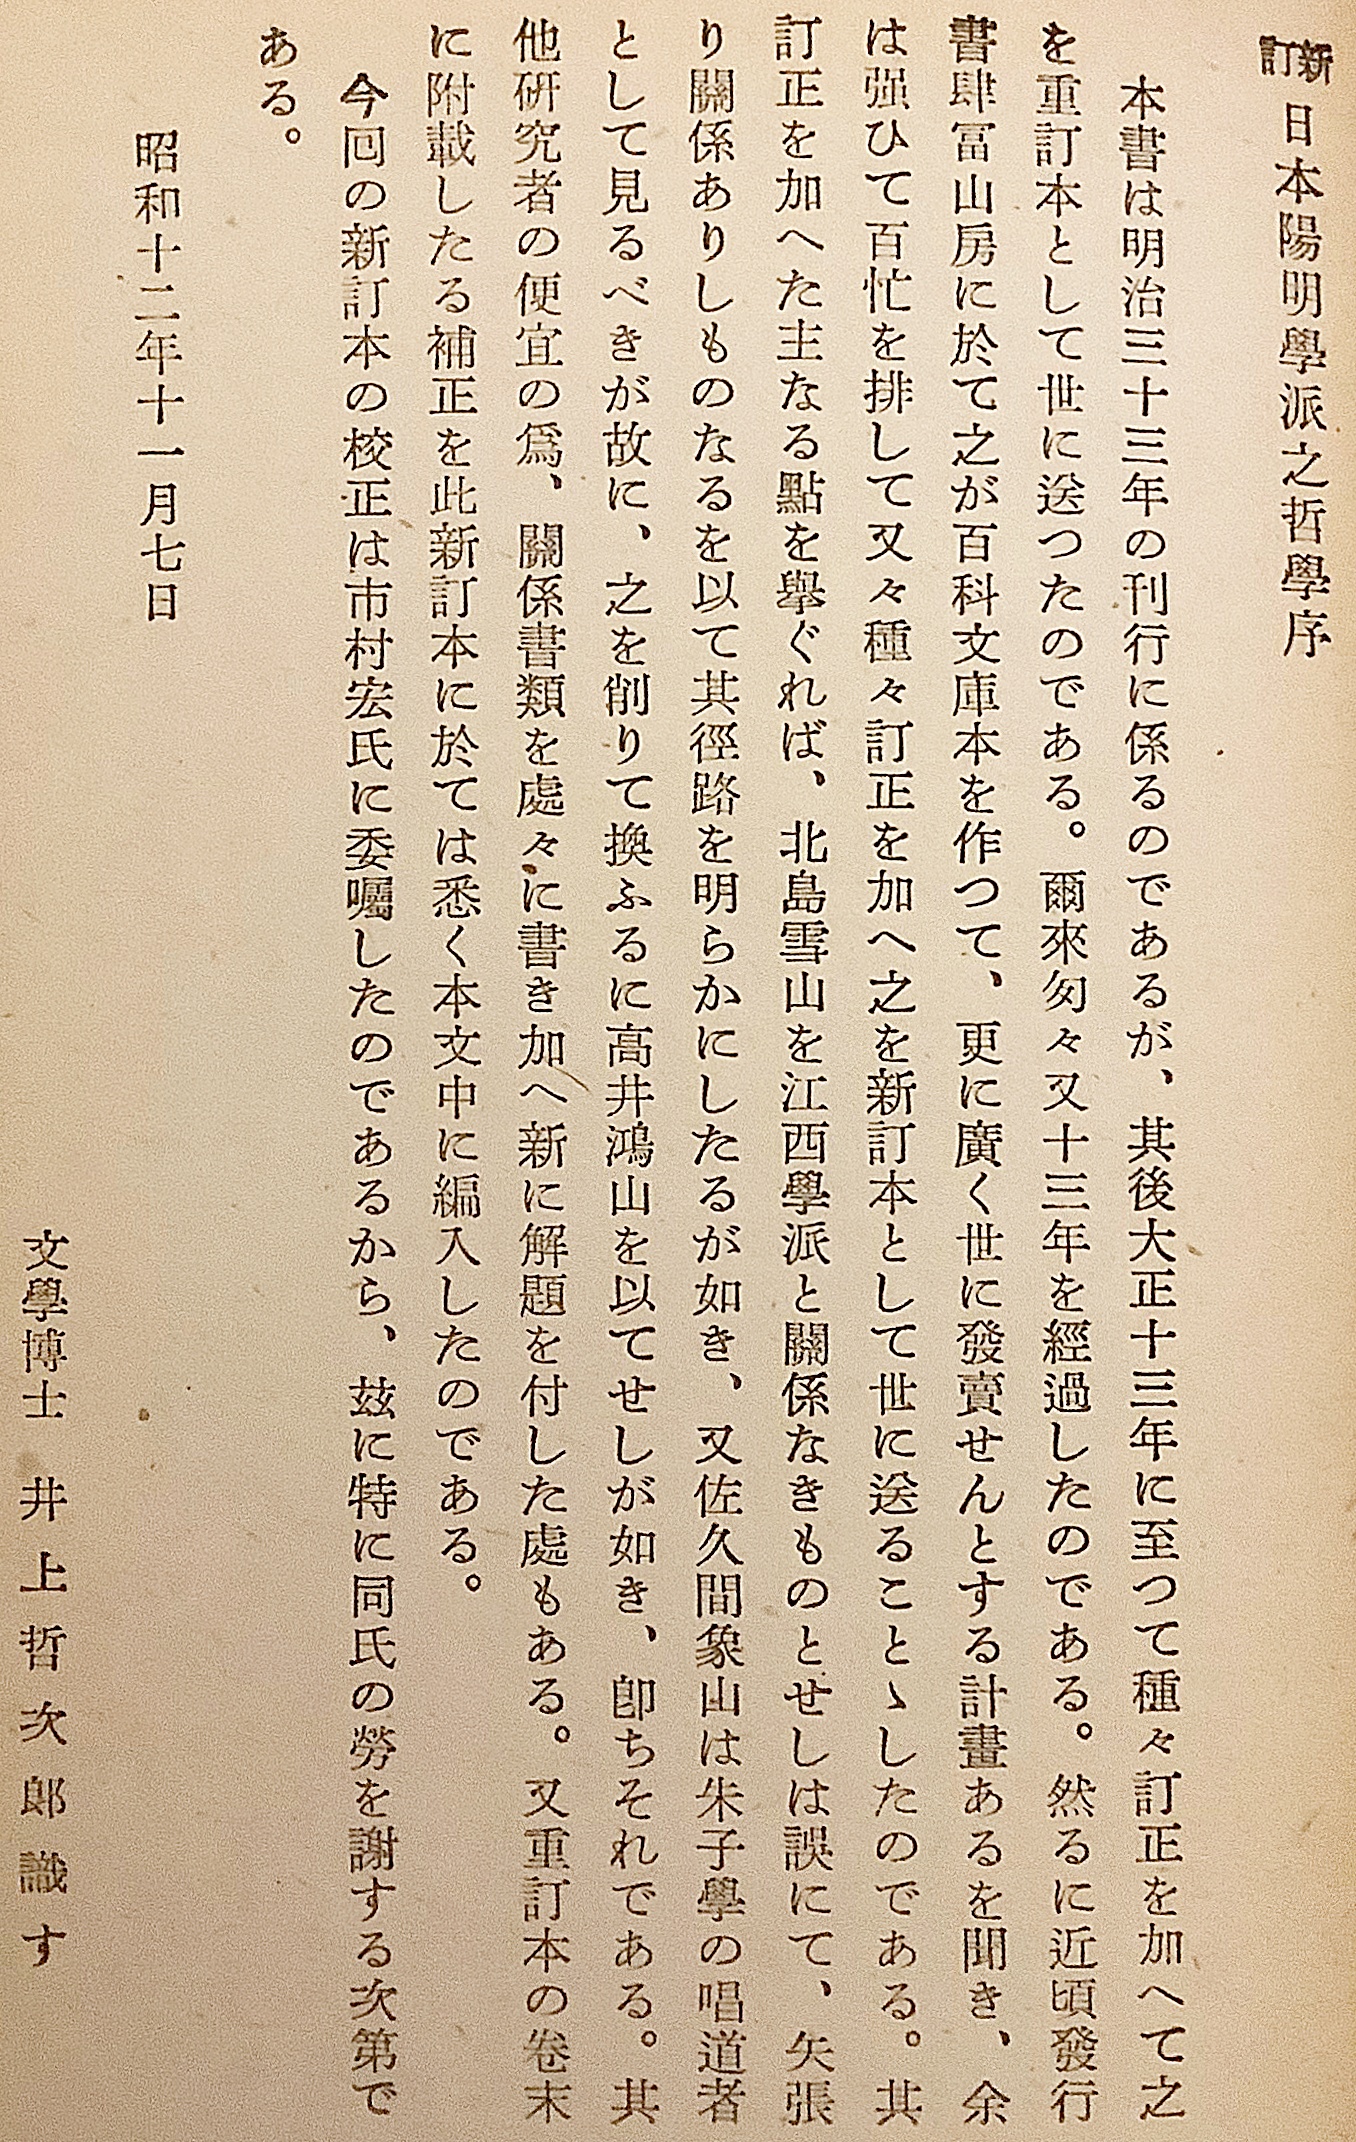 新訂 日本陽明學派之哲學序
本書は明治三十三年の刊行に係るのであるが、其後大正十三年に至つて種々訂正を加へて之
を重訂本として世に送つたのである。爾來匆々又十三年を經過したのである。然るに近頃發行
書肆冨山房に於て之が百科文庫本を作つて、更に廣く世に發賣せんとする計畫あるを聞き、余
は强ひて百忙を排して又々種々訂正を加へ之を新訂本として世に送ることゝしたのである。其
訂正を加へた主なる點を擧ぐれば、北島雪山を江西學派と關係なきものとせしは誤にて、矢張
り關係ありしものなるを以て其徑路を明らかにしたるが如き、又佐久間象山は朱子學の唱道者
として見るべきが故に、之を削りて換ふるに高井鴻山を以てせしが如き、卽ちそれである。其
他硏究者の便宜の爲、關係書類を處々に書き加へ新に解題を付した處もある。又重訂本の卷末
に附載したる補正を此新訂本に於ては悉く本文中に編入したのである。
今回の新訂本の校正は市村宏氏に委囑したのであるから、玆に特に同氏の勞を謝する次第で
ある。
昭和十二年十一月七日
文學博士 井上哲次郎識す